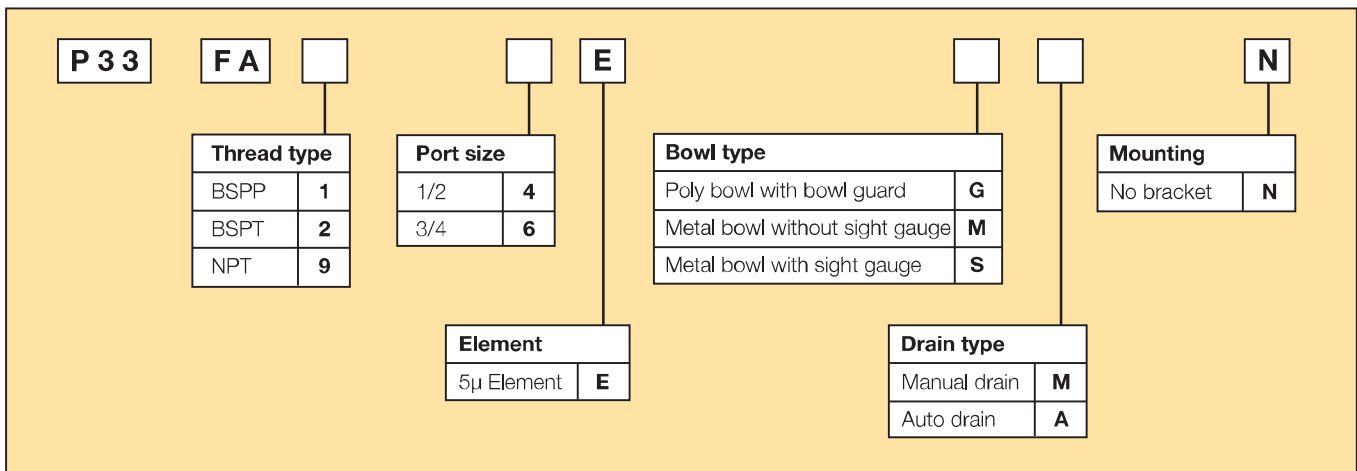 P33 FA E N
Thread type
BSPP 1
BSPT 2
NPT 9
Port size
1/2 4
3/4 6
Bowl type
Poly bowl with bowl guard G
Metal bowl without sight gauge M
Metal bowl with sight gauge S
Mounting
No bracket N
Element
5µ Element E
Drain type
Manual drain M
Auto drain A